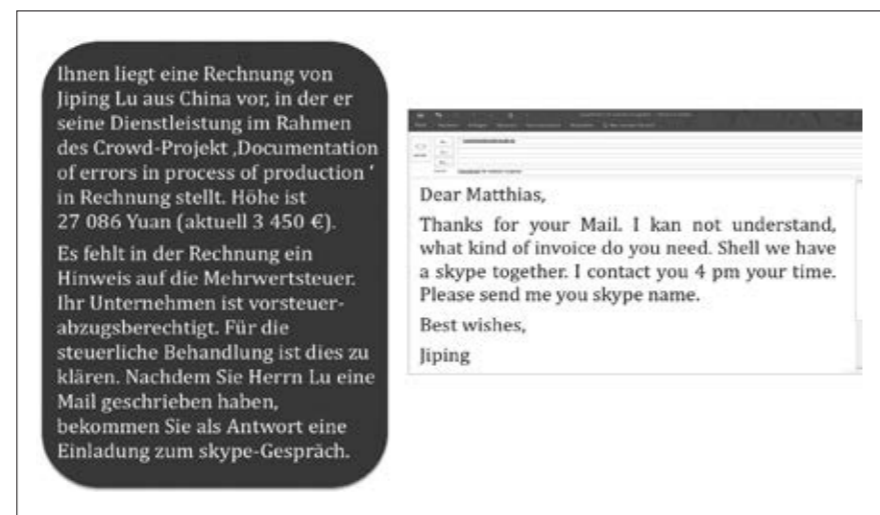 Ihnen liegt eine Rechnung von
Jiping Lu aus China vor, in der er
seine Dienstleistung im Rahmen
des Crowd-Projekt ‚Documentation
of errors in process of production ‘
in Rechnung stellt. Höhe ist
27 086 Yuan (aktuell 3 450 €).
Es fehlt in der Rechnung ein
Hinweis auf die Mehrwertsteuer.
Ihr Unternehmen ist vorsteuer-
abzugsberechtigt. Für die
steuerliche Behandlung ist dies zu
klären. Nachdem Sie Herrn Lu eine
Mail geschrieben haben,
bekommen Sie als Antwort eine
Einladung zum skype-Gespräch.
Dear Matthias,
Thanks for your Mail. I kan not understand,
what kind of invoice do you need. Shell we have
a skype together. I contact you 4 pm your time.
Please send me you skype name.
Best wishes,
Jiping